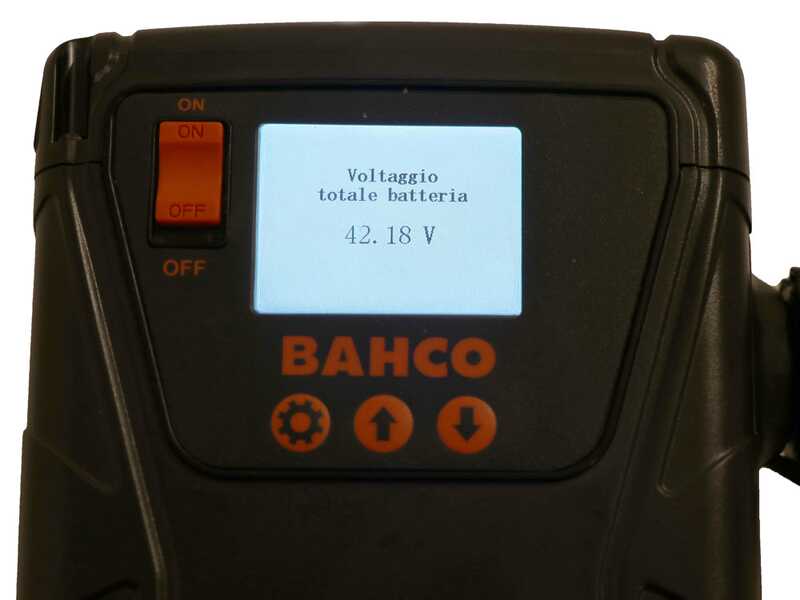 ON
ON
OFF
OFF
Voltaggio
totale batteria
42.18 V
BAHCO